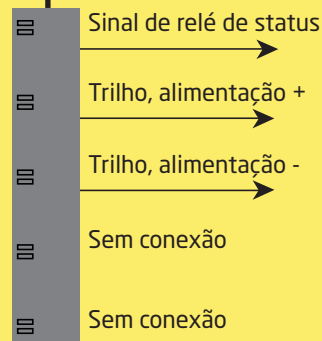 Sinal de relé de status
Trilho, alimentação +
Trilho, alimentação -
Sem conexão
Sem conexão